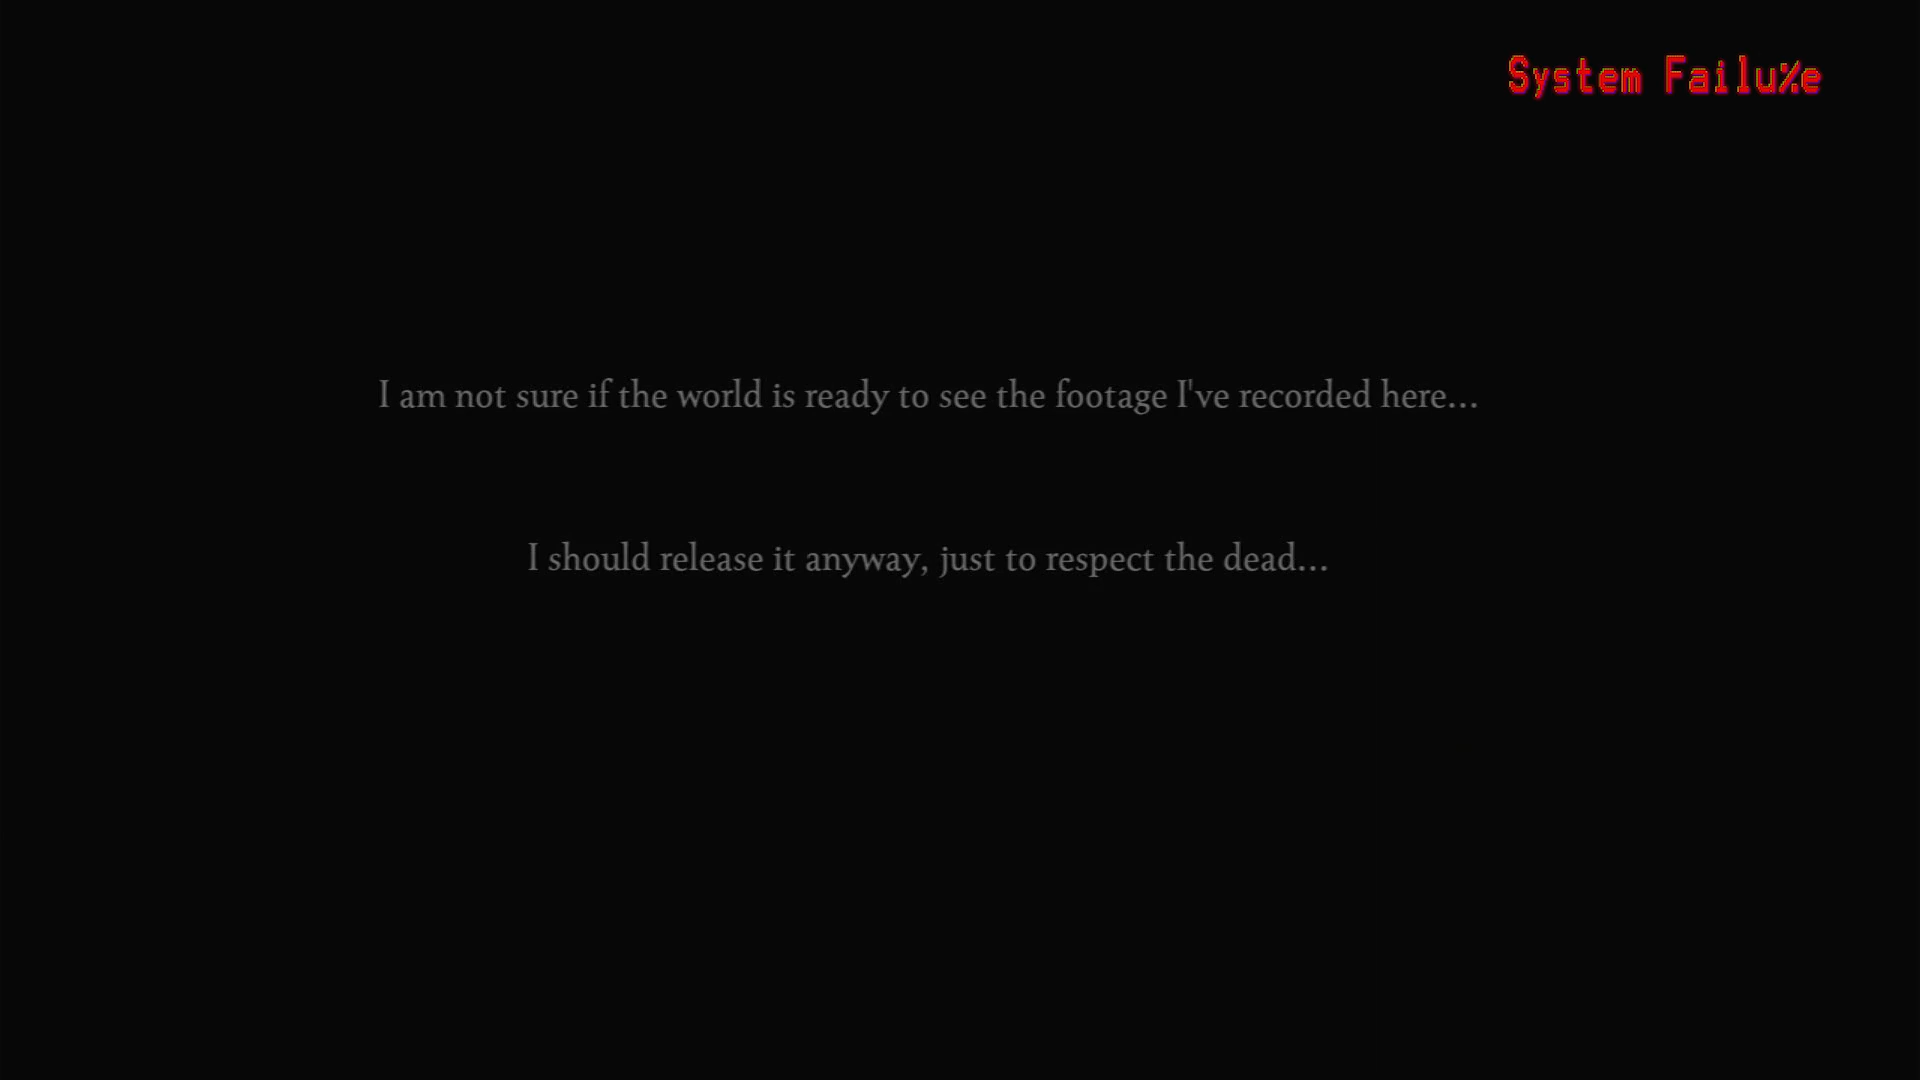 System Failu%e
I am not sure if the world is ready to see the footage I've recorded here...
I should release it anyway, just to respect the dead...